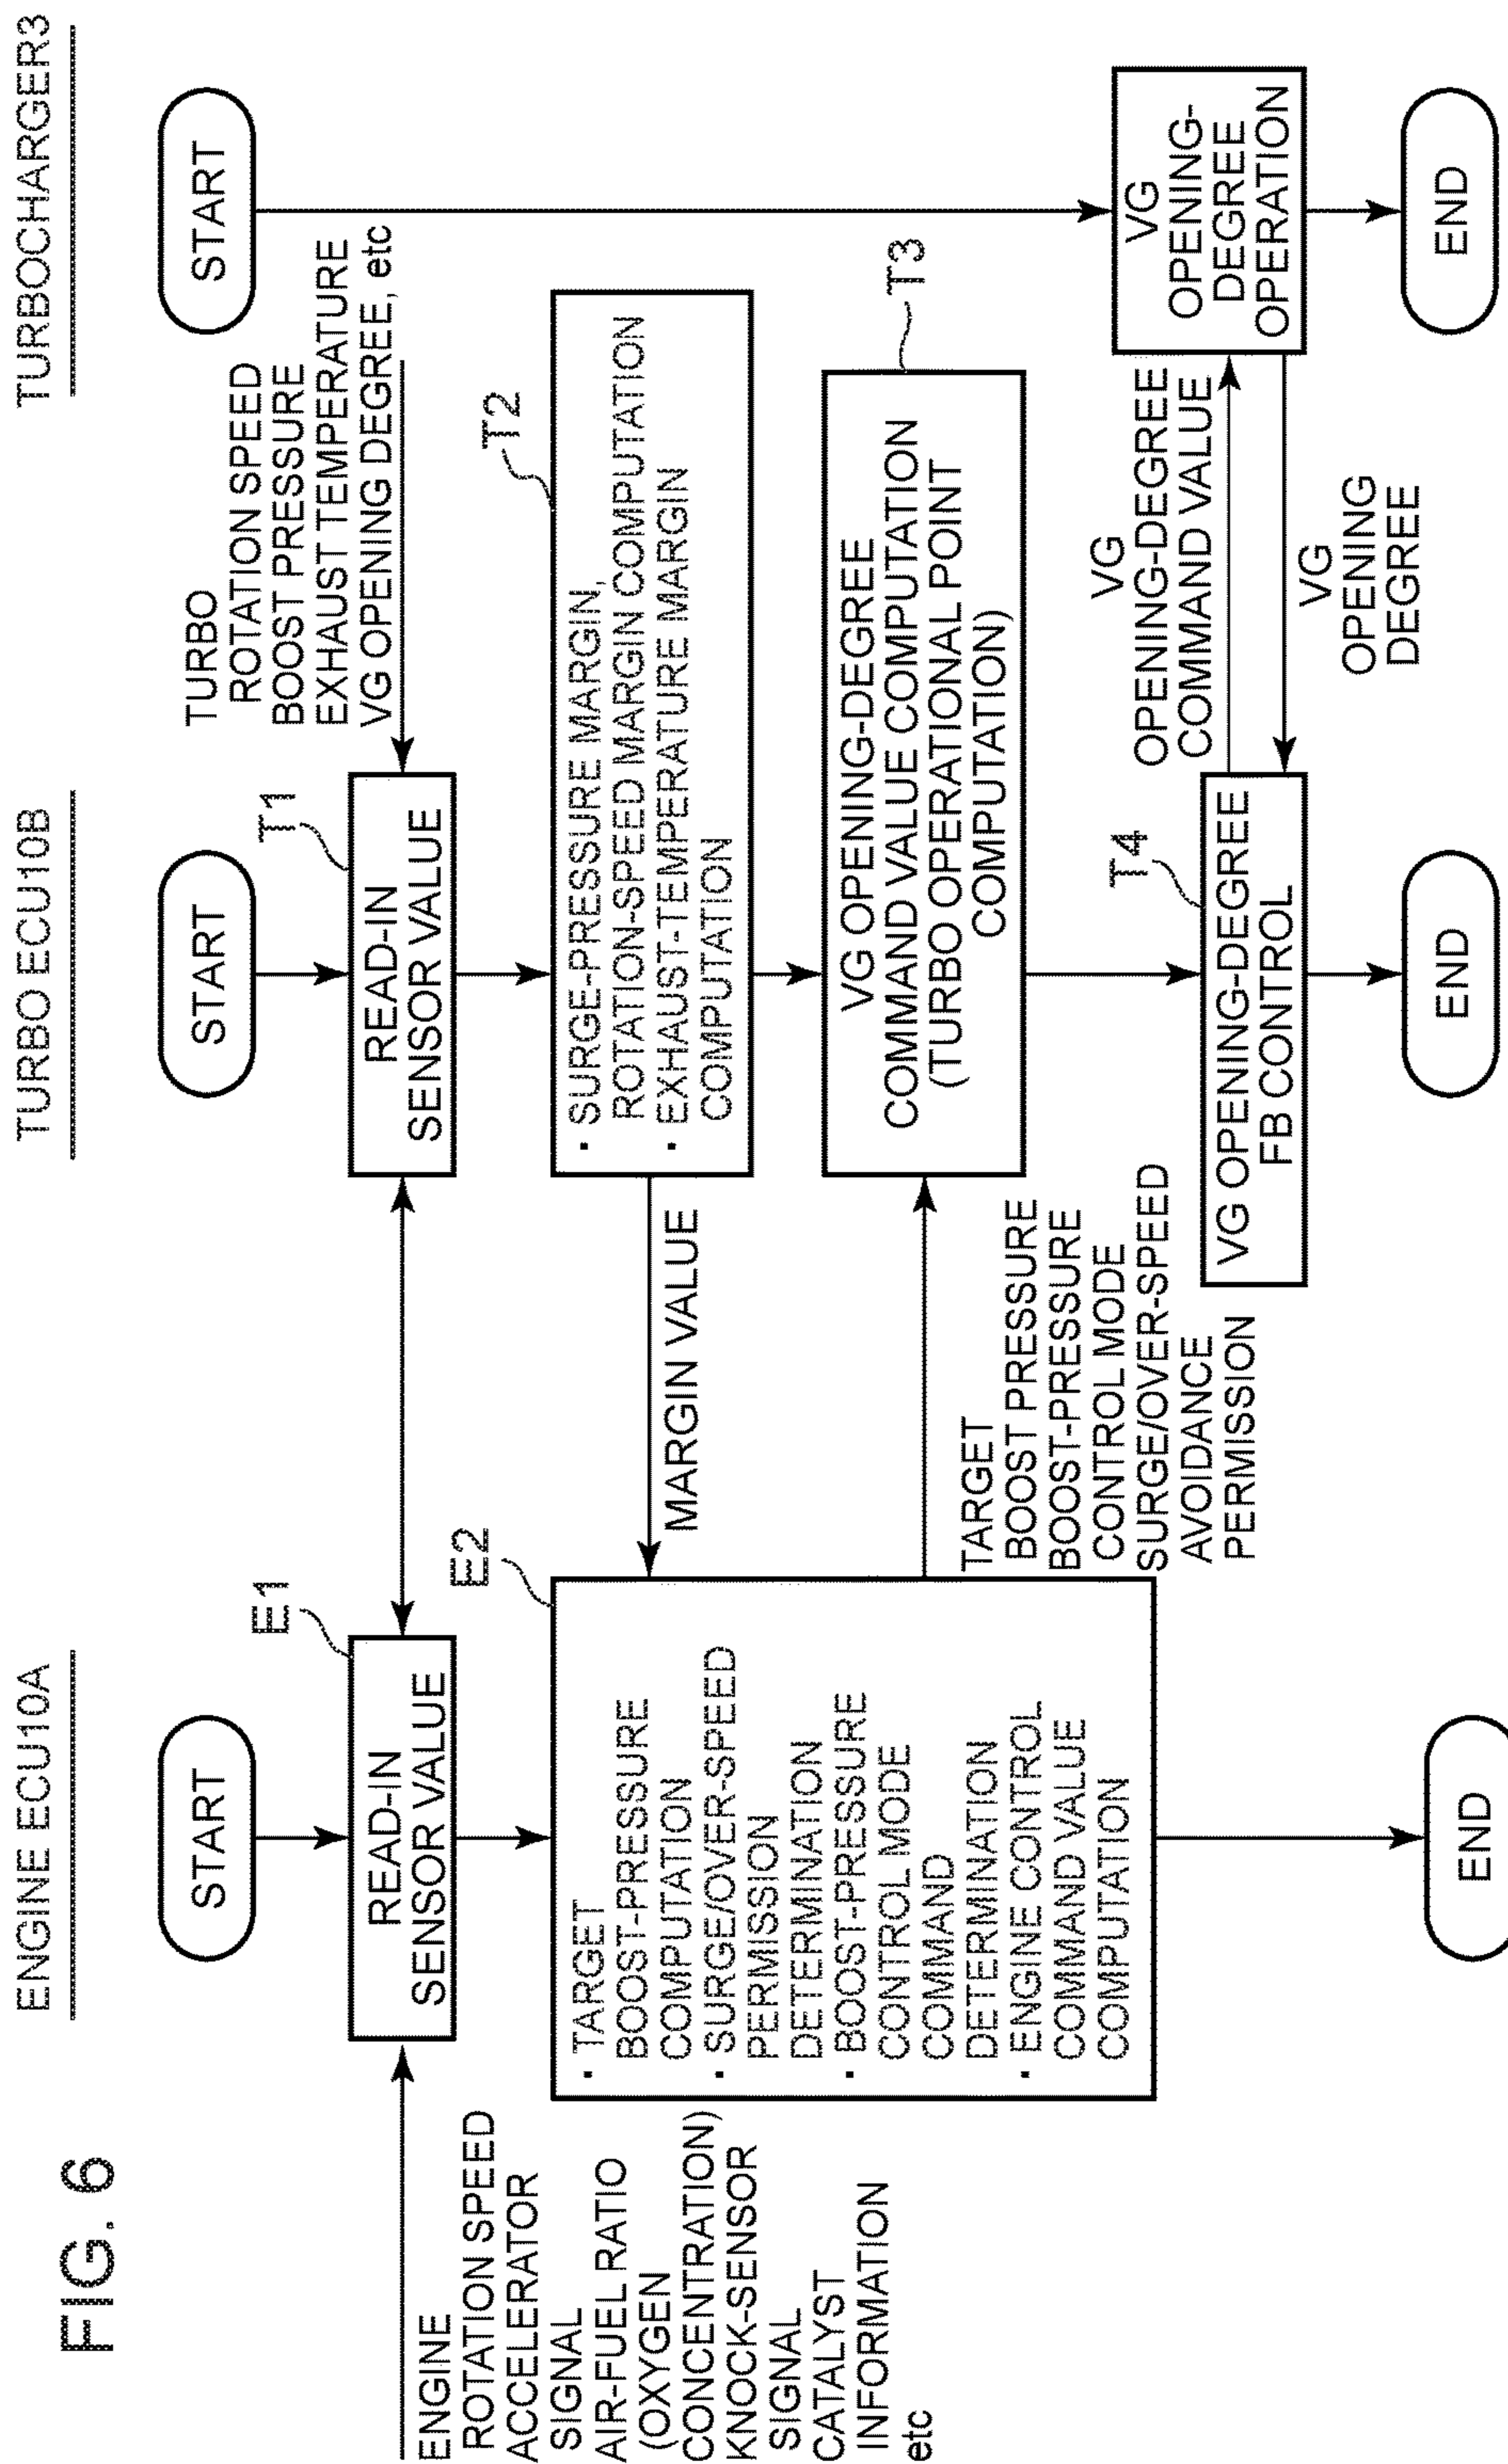 FIG. 6
ENGINE ECU10A
TURBO ECU10B
TURBOCHARGER3
START
START
START
ENGINE
ROTATION SPEED
ACCELERATOR
SIGNAL
AIR-FUEL RATIO
(OXYGEN
CONCENTRATION)
KNOCK-SENSOR
SIGNAL
CATALYST
INFORMATION
etc
E1
READ-IN
SENSOR VALUE
T1
READ-IN
SENSOR VALUE
TURBO
ROTATION SPEED
BOOST PRESSURE
EXHAUST TEMPERATURE
VG OPENING DEGREE, etc
E2
· TARGET
BOOST-PRESSURE
COMPUTATION
· SURGE/OVER-SPEED
PERMISSION
DETERMINATION
· BOOST-PRESSURE
CONTROL MODE
COMMAND
DETERMINATION
· ENGINE CONTROL
COMMAND VALUE
COMPUTATION
MARGIN VALUE
T2
· SURGE-PRESSURE MARGIN,
ROTATION-SPEED MARGIN COMPUTATION
· EXHAUST-TEMPERATURE MARGIN
COMPUTATION
TARGET
BOOST PRESSURE
BOOST-PRESSURE
CONTROL MODE
SURGE/OVER-SPEED
AVOIDANCE
PERMISSION
T3
VG OPENING-DEGREE
COMMAND VALUE COMPUTATION
(TURBO OPERATIONAL POINT
COMPUTATION)
T4
VG OPENING-DEGREE
FB CONTROL
VG
OPENING-DEGREE
COMMAND VALUE
VG
OPENING
DEGREE
VG
OPENING-
DEGREE
OPERATION
END
END
END